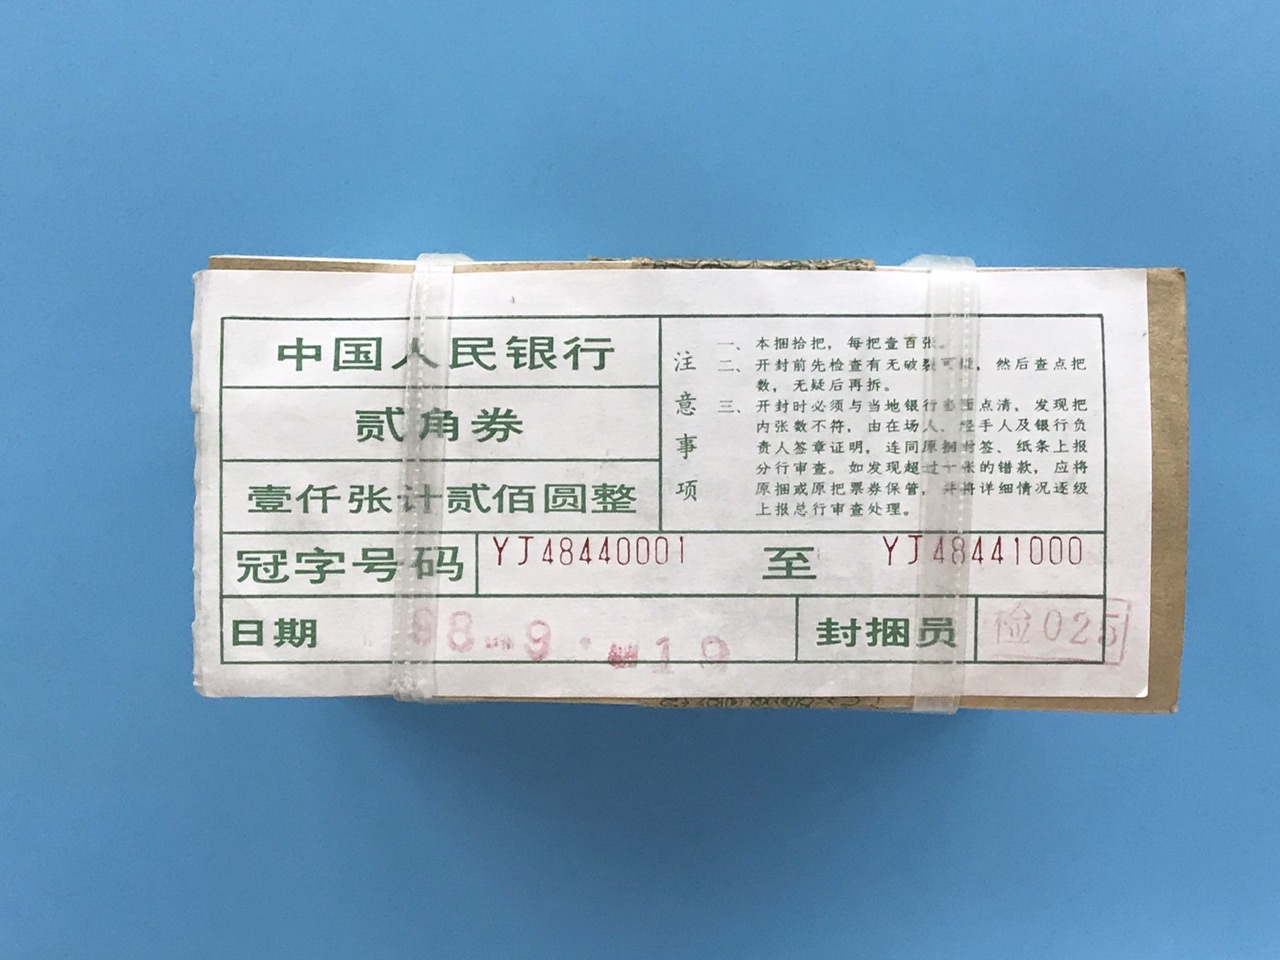 中国人民银行
贰角券
壹仟张计贰佰圆整
注意事项
一、本捆拾把，每把壹百张。
二、开封前先检查有无破裂可疑，然后查点把
数，无疑后再拆。
三、开封时必须与当地银行当面点清，发现把
内张数不符，由在场人、经手人及银行负
责人签章证明，连同原捆封签、纸条上报
分行审查。如发现超过十张的错款，应将
原捆或原把票券保管，并将详细情况逐级
上报总行审查处理。
冠字号码 YJ48440001 至 YJ48441000
日期 98 9 19 封捆员 检025